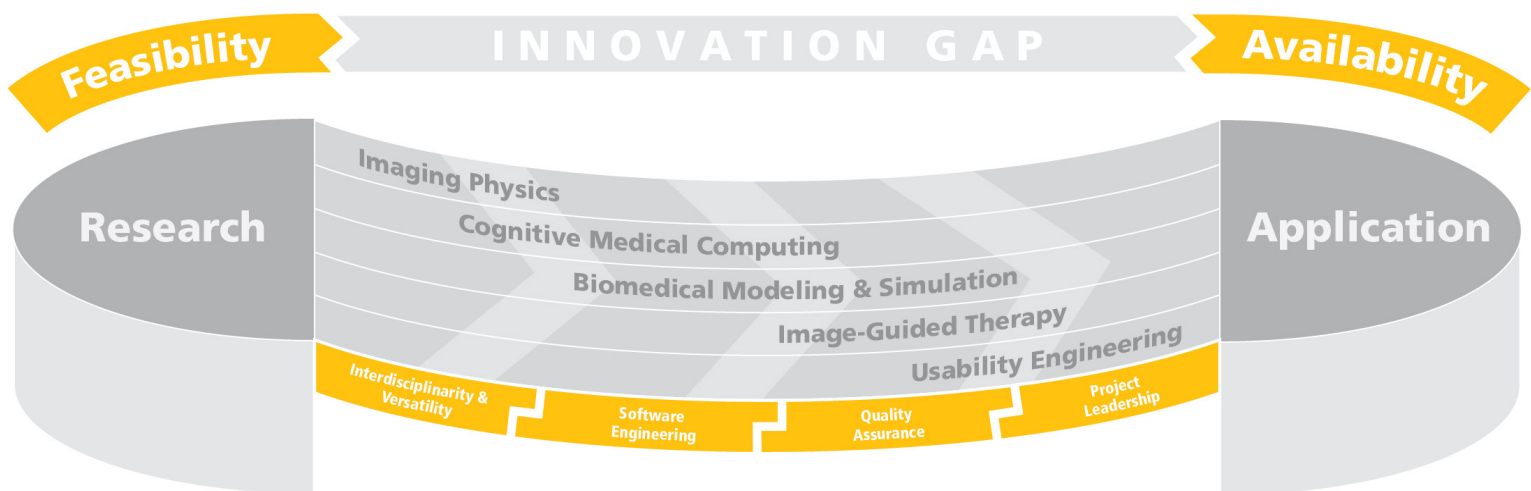 Feasibility
INNOVATION GAP
Availability
Research
Imaging Physics
Cognitive Medical Computing
Biomedical Modeling & Simulation
Image-Guided Therapy
Usability Engineering
Application
Interdisciplinarity &
Versatility
Software
Engineering
Quality
Assurance
Project
Leadership